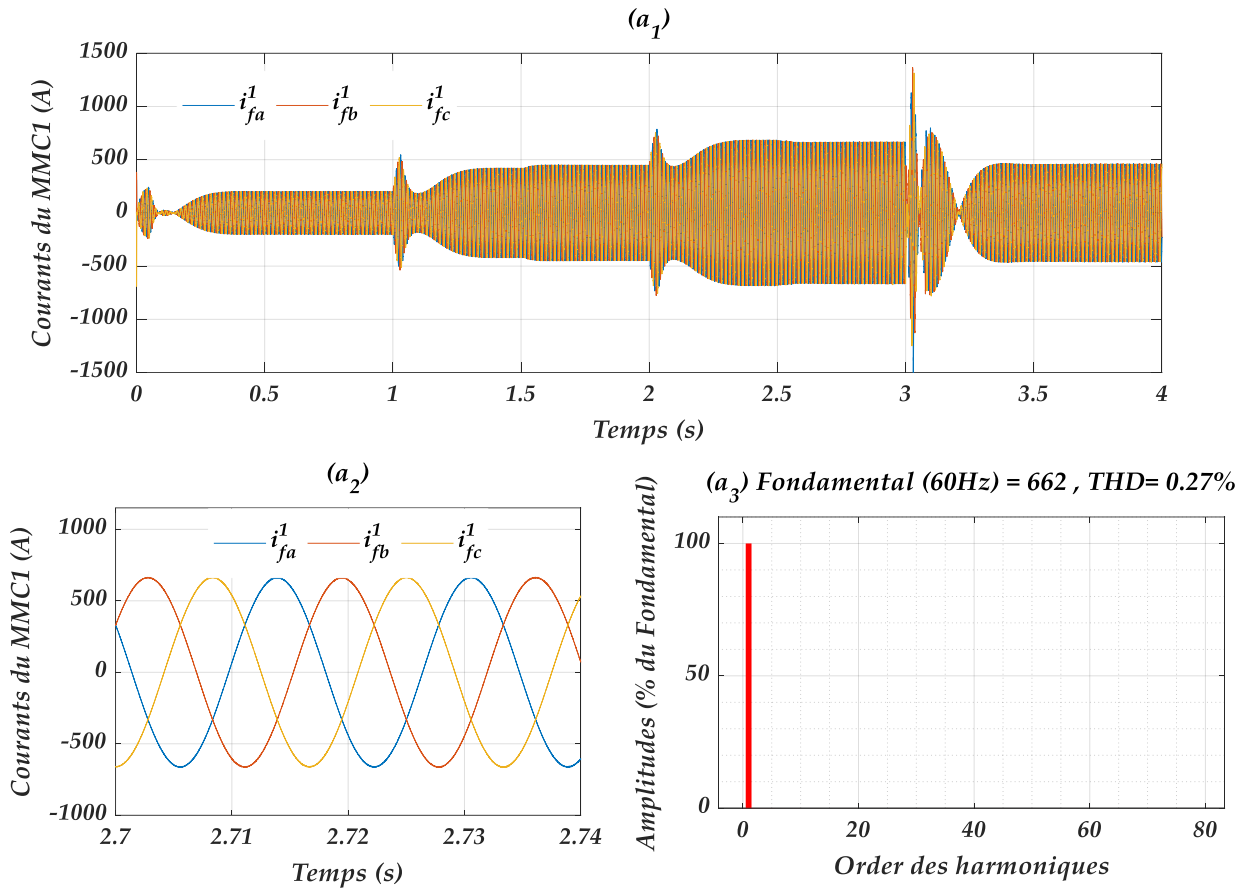 (a1)
Courants du MMC1 (A)
1500
1000
500
0
-500
-1000
-1500
i1fa i1fb i1fc
0 0.5 1 1.5 2 2.5 3 3.5 4
Temps (s)
(a2)
Courants du MMC1 (A)
1000
500
0
-500
-1000
i1fa i1fb i1fc
2.7 2.71 2.72 2.73 2.74
Temps (s)
(a3) Fondamental (60Hz) = 662 , THD= 0.27%
Amplitudes (% du Fondamental)
100
50
0
0 20 40 60 80
Order des harmoniques